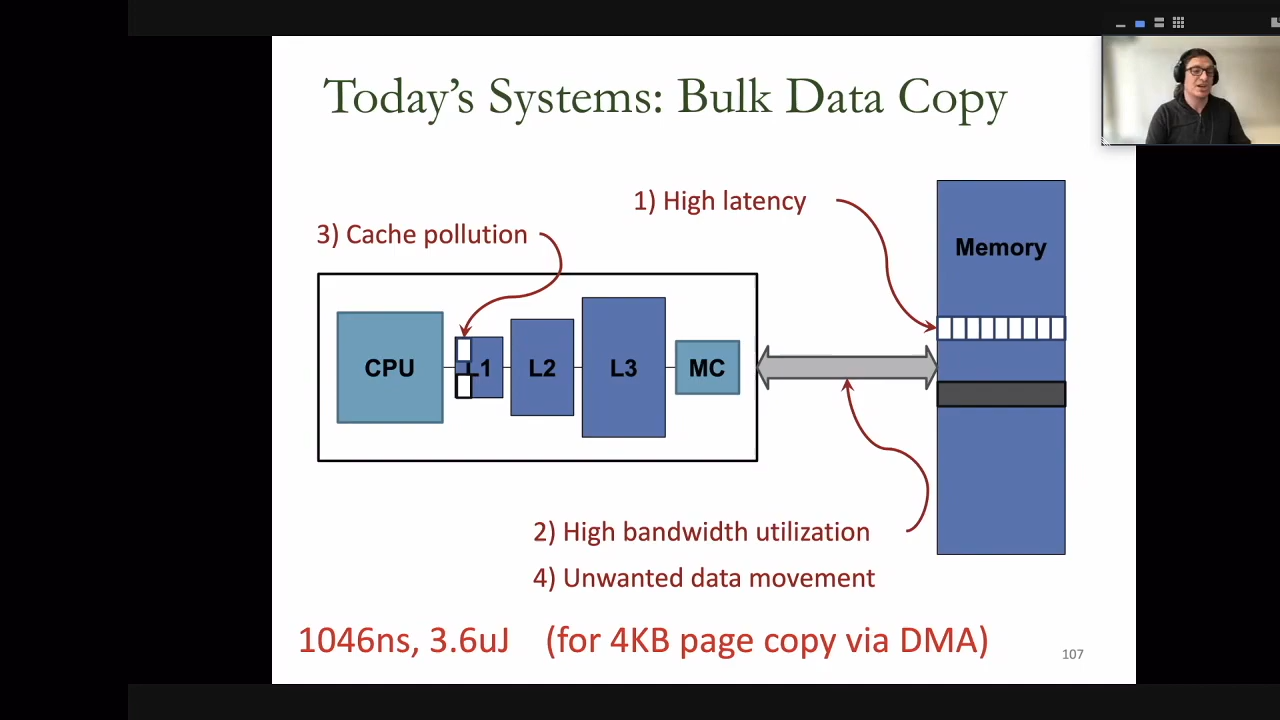 Today's Systems: Bulk Data Copy
1) High latency
3) Cache pollution
Memory
CPU
L1
L2
L3
MC
2) High bandwidth utilization
4) Unwanted data movement
1046ns, 3.6uJ (for 4KB page copy via DMA)
107